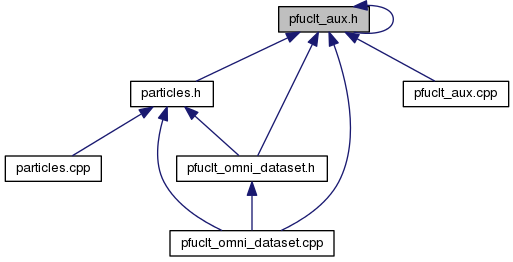 pfuclt_aux.h
particles.h
pfuclt_aux.cpp
particles.cpp
pfuclt_omni_dataset.h
pfuclt_omni_dataset.cpp